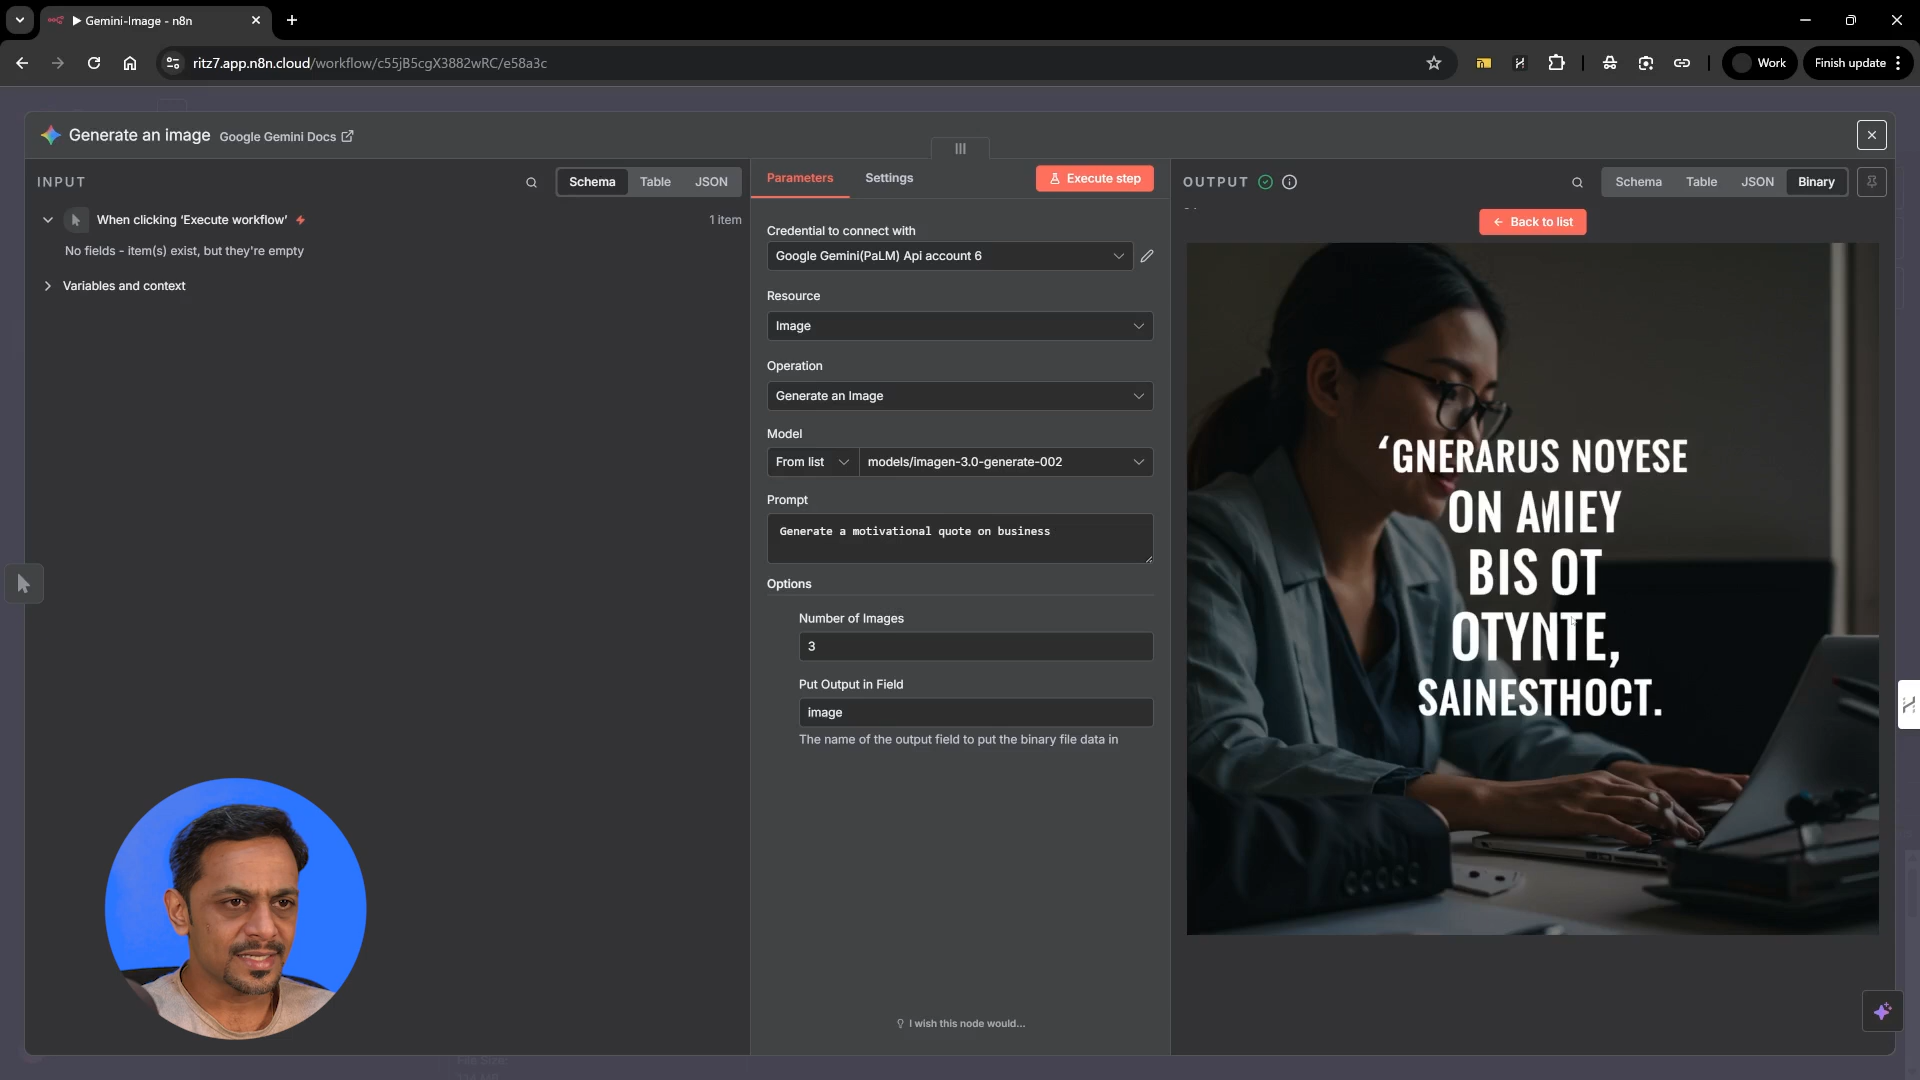 Gemini-Image - n8n
ritz7.app.n8n.cloud/workflow/c55jB5cgX3882wRC/e58a3c
Work
Finish update
Generate an image
Google Gemini Docs
INPUT
Schema
Table
JSON
When clicking 'Execute workflow'
1 item
No fields - item(s) exist, but they're empty
Variables and context
Parameters
Settings
Execute step
Credential to connect with
Google Gemini(PaLM) Api account 6
Resource
Image
Operation
Generate an Image
Model
From list
models/imagen-3.0-generate-002
Prompt
Generate a motivational quote on business
Options
Number of Images
3
Put Output in Field
image
The name of the output field to put the binary file data in
I wish this node would...
OUTPUT
Schema
Table
JSON
Binary
Back to list
‘GNERARUS NOYESE
ON AMIEY
BIS OT
OTYNTE,
SAINESTHOCT.
File Size: